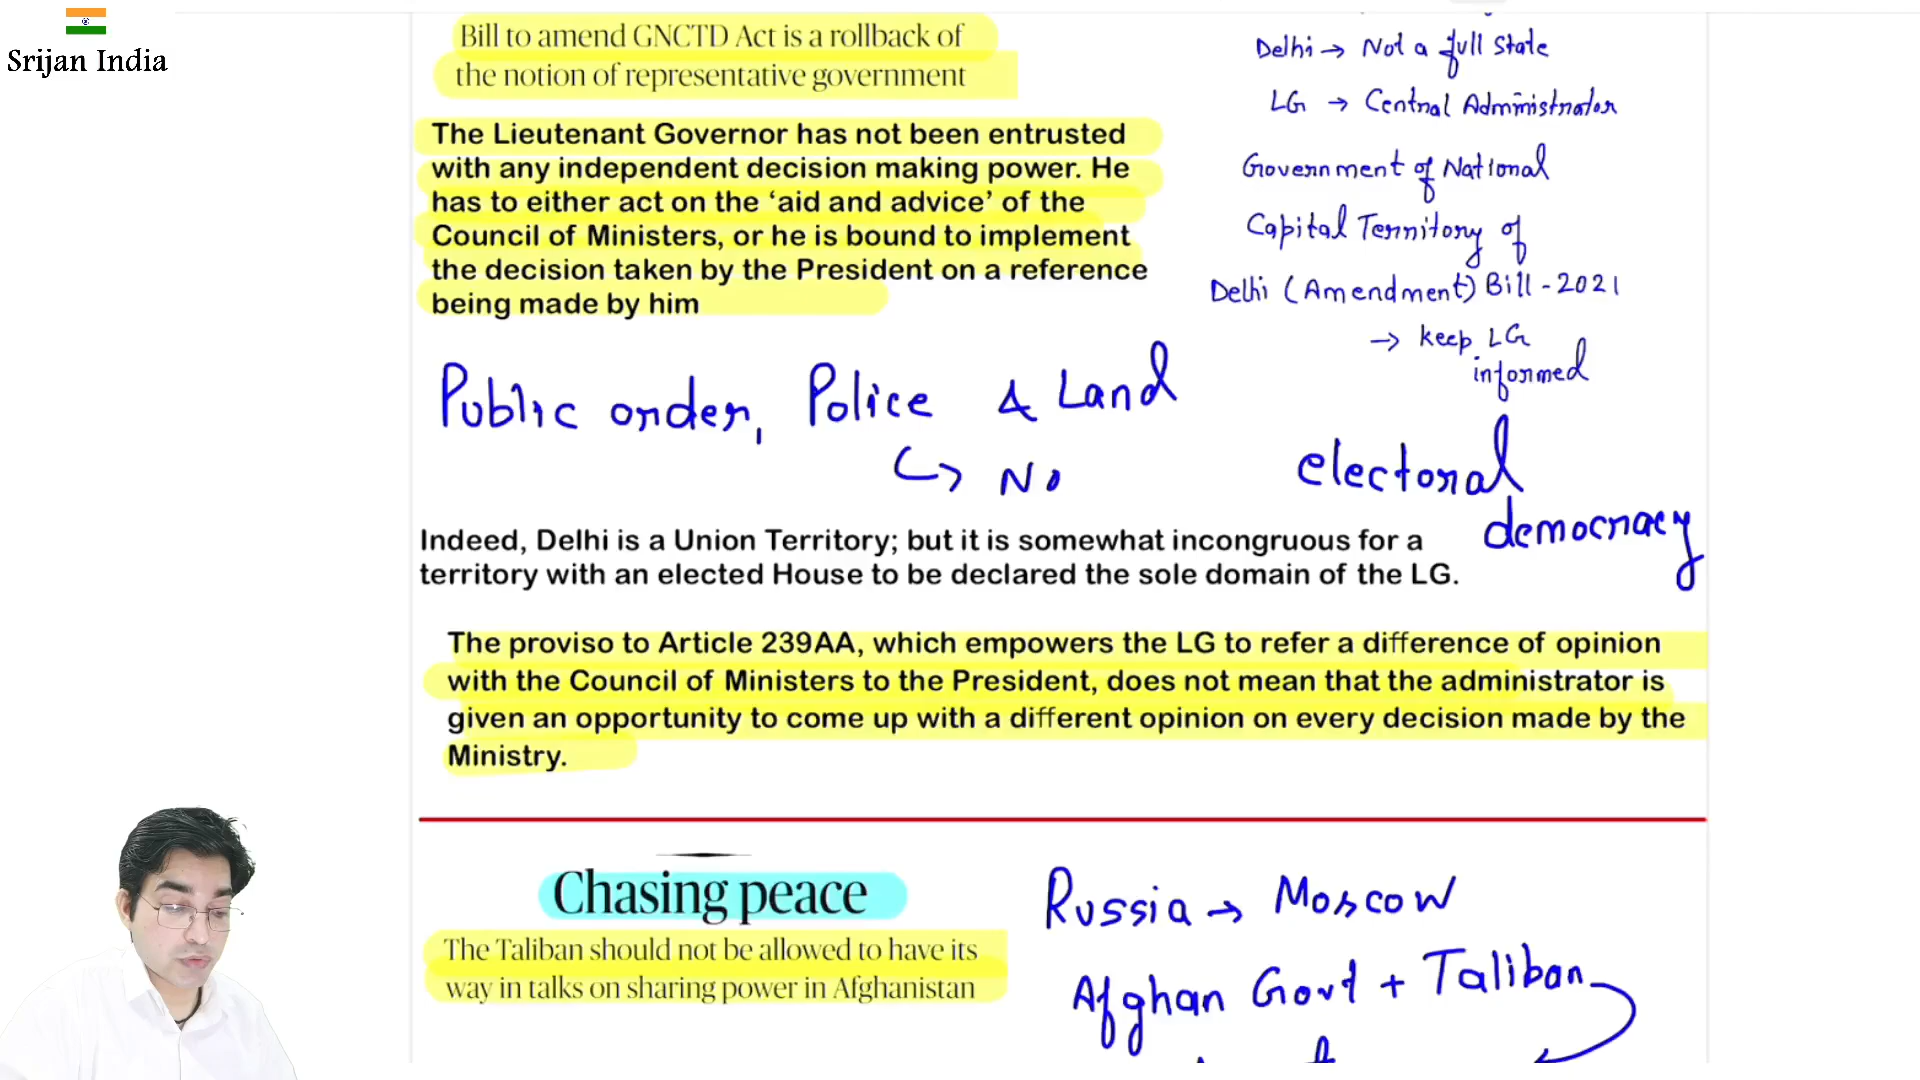 Srijan India
Bill to amend GNCTD Act is a rollback of
the notion of representative government
The Lieutenant Governor has not been entrusted
with any independent decision making power. He
has to either act on the ‘aid and advice’ of the
Council of Ministers, or he is bound to implement
the decision taken by the President on a reference
being made by him
Delhi → Not a full State
LG → Central Administrator
Government of National
Capital Territory of
Delhi (Amendment) Bill - 2021
→ keep LG
informed
Public order, Police & Land
↳ No
electoral
democracy
Indeed, Delhi is a Union Territory; but it is somewhat incongruous for a
territory with an elected House to be declared the sole domain of the LG.
The proviso to Article 239AA, which empowers the LG to refer a difference of opinion
with the Council of Ministers to the President, does not mean that the administrator is
given an opportunity to come up with a different opinion on every decision made by the
Ministry.
Chasing peace
The Taliban should not be allowed to have its
way in talks on sharing power in Afghanistan
Russia → Moscow
Afghan Govt + Taliban